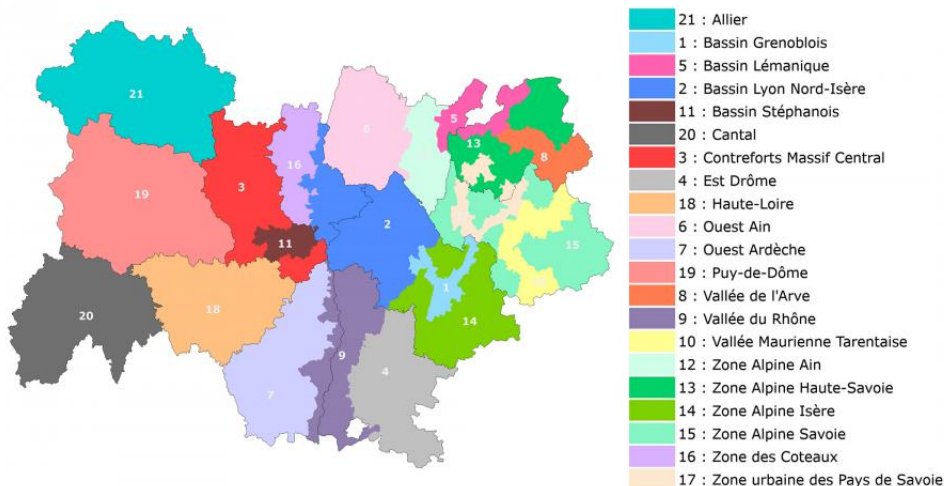 21 : Allier
1 : Bassin Grenoblois
5 : Bassin Lémanique
2 : Bassin Lyon Nord-Isère
11 : Bassin Stéphanois
20 : Cantal
3 : Contreforts Massif Central
4 : Est Drôme
18 : Haute-Loire
6 : Ouest Ain
7 : Ouest Ardèche
19 : Puy-de-Dôme
8 : Vallée de l'Arve
9 : Vallée du Rhône
10 : Vallée Maurienne Tarentaise
12 : Zone Alpine Ain
13 : Zone Alpine Haute-Savoie
14 : Zone Alpine Isère
15 : Zone Alpine Savoie
16 : Zone des Coteaux
17 : Zone urbaine des Pays de Savoie
21
6
5
13
8
16
3
19
2
15
11
1
18
20
14
9
4
7